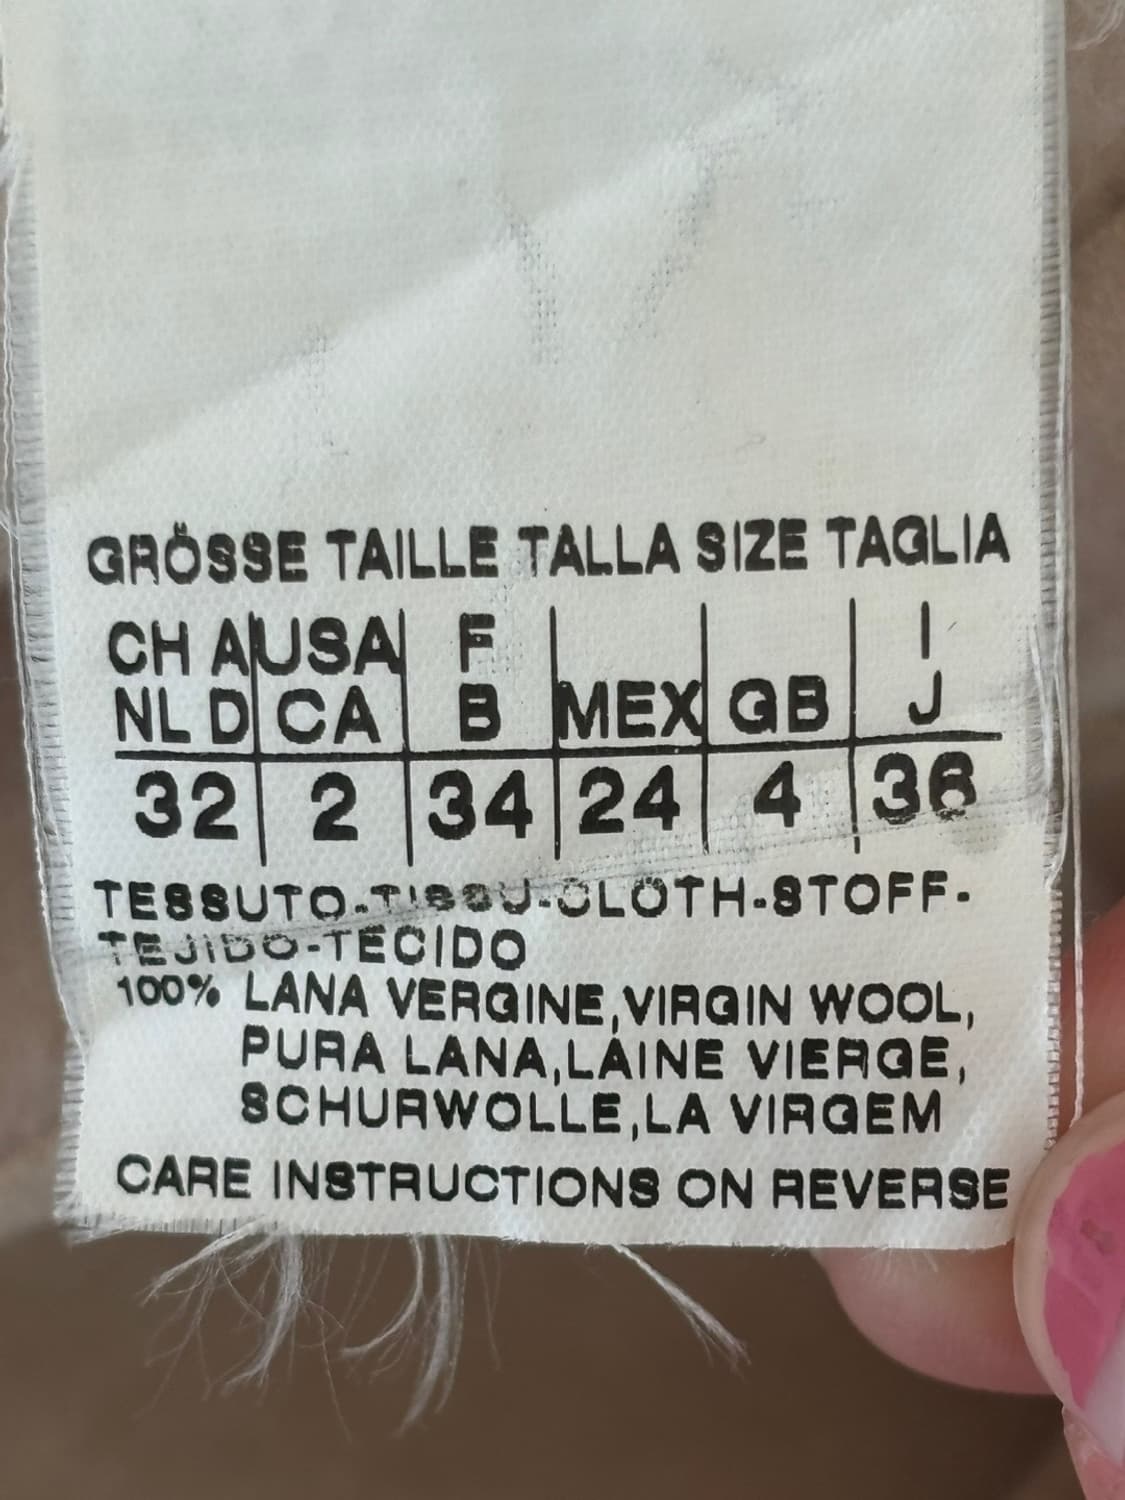 GRÖSSE TAILLE TALLA SIZE TAGLIA
CH A USA F I
NL D CA B MEX GB J
32 2 34 24 4 36
TESSUTO-TISSU-CLOTH-STOFF-
TEJIDO-TECIDO
100% LANA VERGINE,VIRGIN WOOL,
PURA LANA,LAINE VIERGE,
SCHURWOLLE,LA VIRGEM
CARE INSTRUCTIONS ON REVERSE